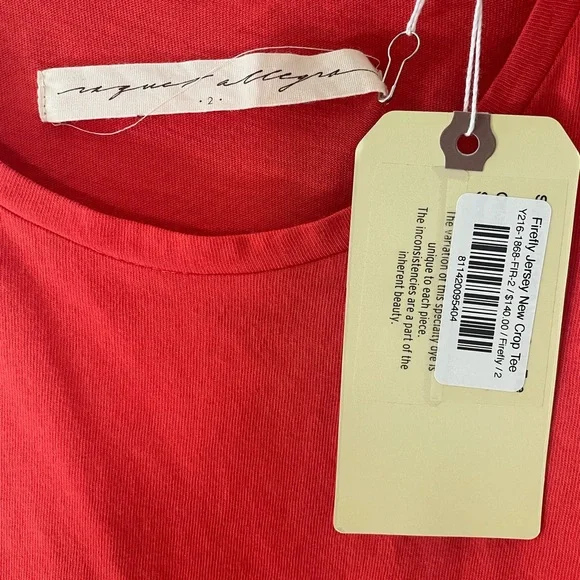 raquel allegra
· 2 ·
Firefly Jersey New Crop Tee
Y216-1868-FIR-2 / $140.00 / Firefly / 2
811420095404
The variation of this specialty dye is
unique to each piece.
The inconsistencies are a part of the
inherent beauty.